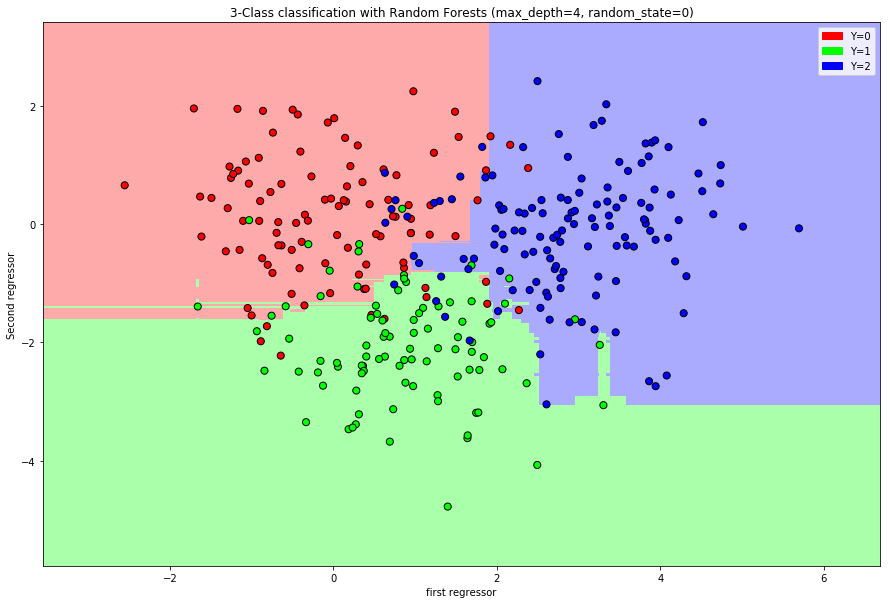 3-Class classification with Random Forests (max_depth=4, random_state=0)
Y=0
Y=1
Y=2
Second regressor
2
0
−2
−4
−2
0
2
4
6
first regressor